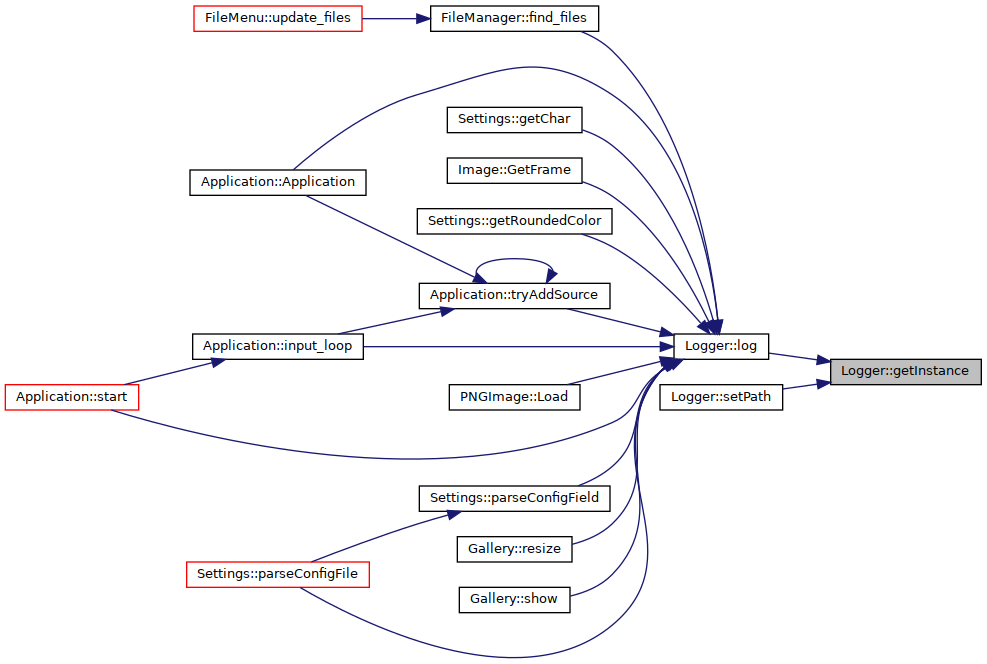 FileMenu::update_files
FileManager::find_files
Settings::getChar
Image::GetFrame
Application::Application
Settings::getRoundedColor
Application::tryAddSource
Application::input_loop
Logger::log
Logger::getInstance
Application::start
PNGImage::Load
Logger::setPath
Settings::parseConfigField
Gallery::resize
Settings::parseConfigFile
Gallery::show